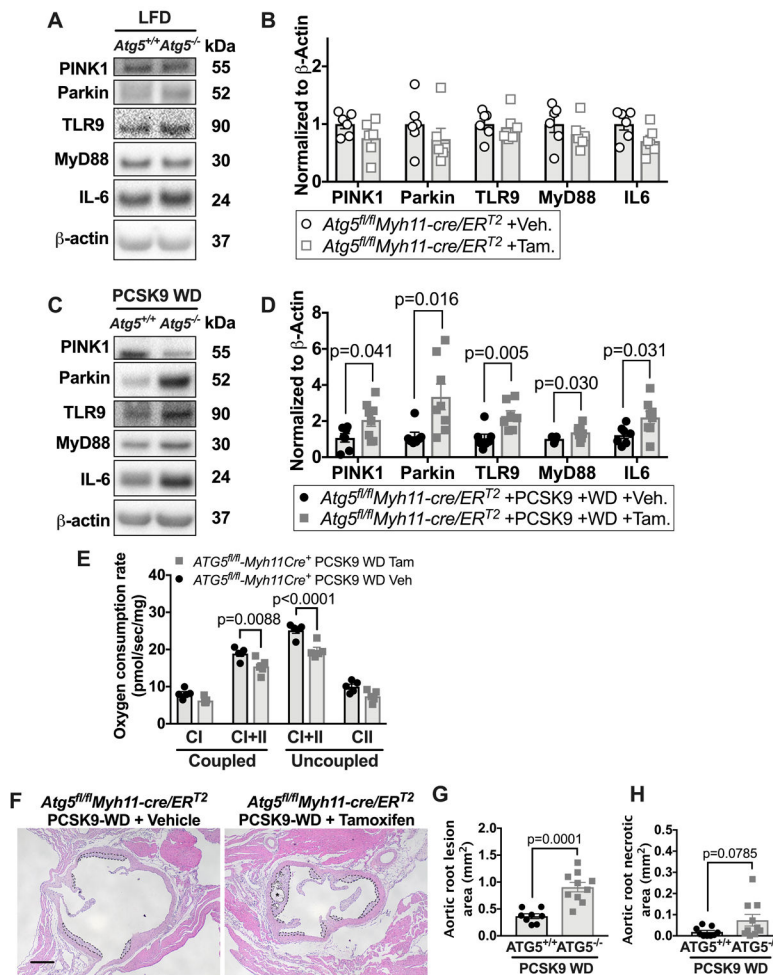 A
LFD
Atg5+/+ Atg5-/- kDa
PINK1 55
Parkin 52
TLR9 90
MyD88 30
IL-6 24
β-actin 37
B
Normalized to β-Actin
2
1
0
PINK1 Parkin TLR9 MyD88 IL6
Atg5fl/flMyh11-cre/ERT2 +Veh.
Atg5fl/flMyh11-cre/ERT2 +Tam.
C
PCSK9 WD
Atg5+/+ Atg5-/- kDa
PINK1 55
Parkin 52
TLR9 90
MyD88 30
IL-6 24
β-actin 37
D
Normalized to β-Actin
8
6
4
2
0
p=0.041
p=0.016
p=0.005
p=0.030
p=0.031
PINK1 Parkin TLR9 MyD88 IL6
Atg5fl/flMyh11-cre/ERT2 +PCSK9 +WD +Veh.
Atg5fl/flMyh11-cre/ERT2 +PCSK9 +WD +Tam.
E
ATG5fl/fl-Myh11Cre+ PCSK9 WD Tam
ATG5fl/fl-Myh11Cre+ PCSK9 WD Veh
Oxygen consumption rate
(pmol/sec/mg)
40
30
20
10
0
p=0.0088
p<0.0001
CI CI+II CI+II CII
Coupled Uncoupled
F
Atg5fl/flMyh11-cre/ERT2
PCSK9-WD + Vehicle
Atg5fl/flMyh11-cre/ERT2
PCSK9-WD + Tamoxifen
*
G
Aortic root lesion
area (mm2)
2.0
1.5
1.0
0.5
0.0
p=0.0001
ATG5+/+ ATG5-/-
PCSK9 WD
H
Aortic root necrotic
area (mm2)
0.5
0.4
0.3
0.2
0.1
0.0
p=0.0785
ATG5+/+ ATG5-/-
PCSK9 WD